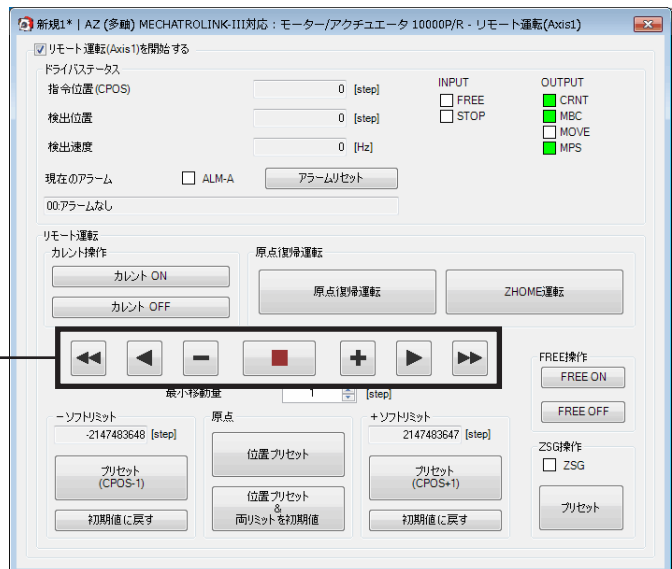 新規1* | AZ (多軸) MECHATROLINK-III対応：モーター/アクチュエータ 10000P/R - リモート運転(Axis1)
リモート運転(Axis1)を開始する
ドライバステータス
指令位置(CPOS) 0 [step]
検出位置 0 [step]
検出速度 0 [Hz]
INPUT
FREE
STOP
OUTPUT
CRNT
MBC
MOVE
MPS
現在のアラーム ALM-A アラームリセット
00:アラームなし
リモート運転
カレント操作
カレント ON
カレント OFF
原点復帰運転
原点復帰運転 ZHOME運転
最小移動量 1 [step]
FREE操作
FREE ON
FREE OFF
－ソフトリミット
-2147483648 [step]
プリセット
(CPOS-1)
初期値に戻す
原点
位置プリセット
位置プリセット
&
両リミットを初期値
＋ソフトリミット
2147483647 [step]
プリセット
(CPOS+1)
初期値に戻す
ZSG操作
ZSG
プリセット